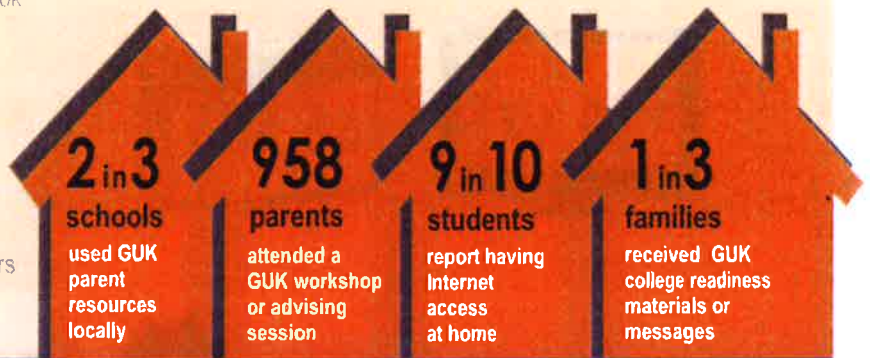 2 in 3
schools
used GUK
parent
resources
locally
958
parents
attended a
GUK workshop
or advising
session
9 in 10
students
report having
Internet
access
at home
1 in 3
families
received GUK
college readiness
materials or
messages